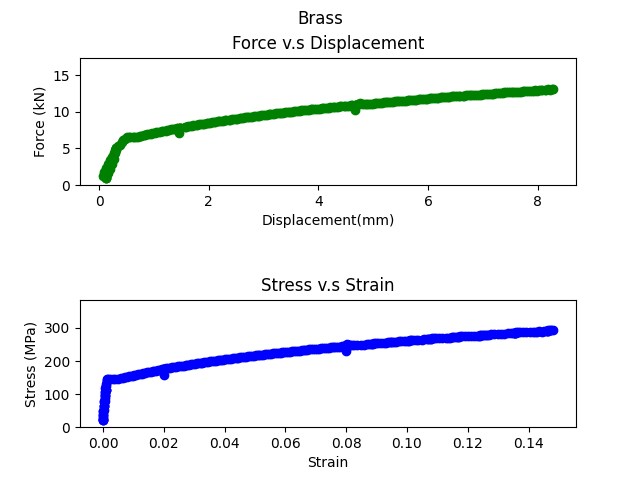 Brass
Force v.s Displacement
15
10
5
0
Force (kN)
0 2 4 6 8
Displacement(mm)
Stress v.s Strain
300
200
100
0
Stress (MPa)
0.00 0.02 0.04 0.06 0.08 0.10 0.12 0.14
Strain